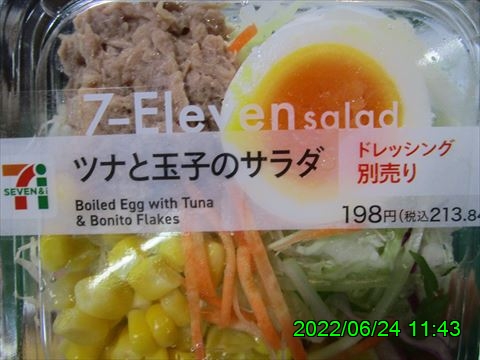 7-Eleven salad
7i
SEVEN&i
ツナと玉子のサラダ
Boiled Egg with Tuna
& Bonito Flakes
ドレッシング
別売り
198円(税込213.84
2022/06/24 11:43